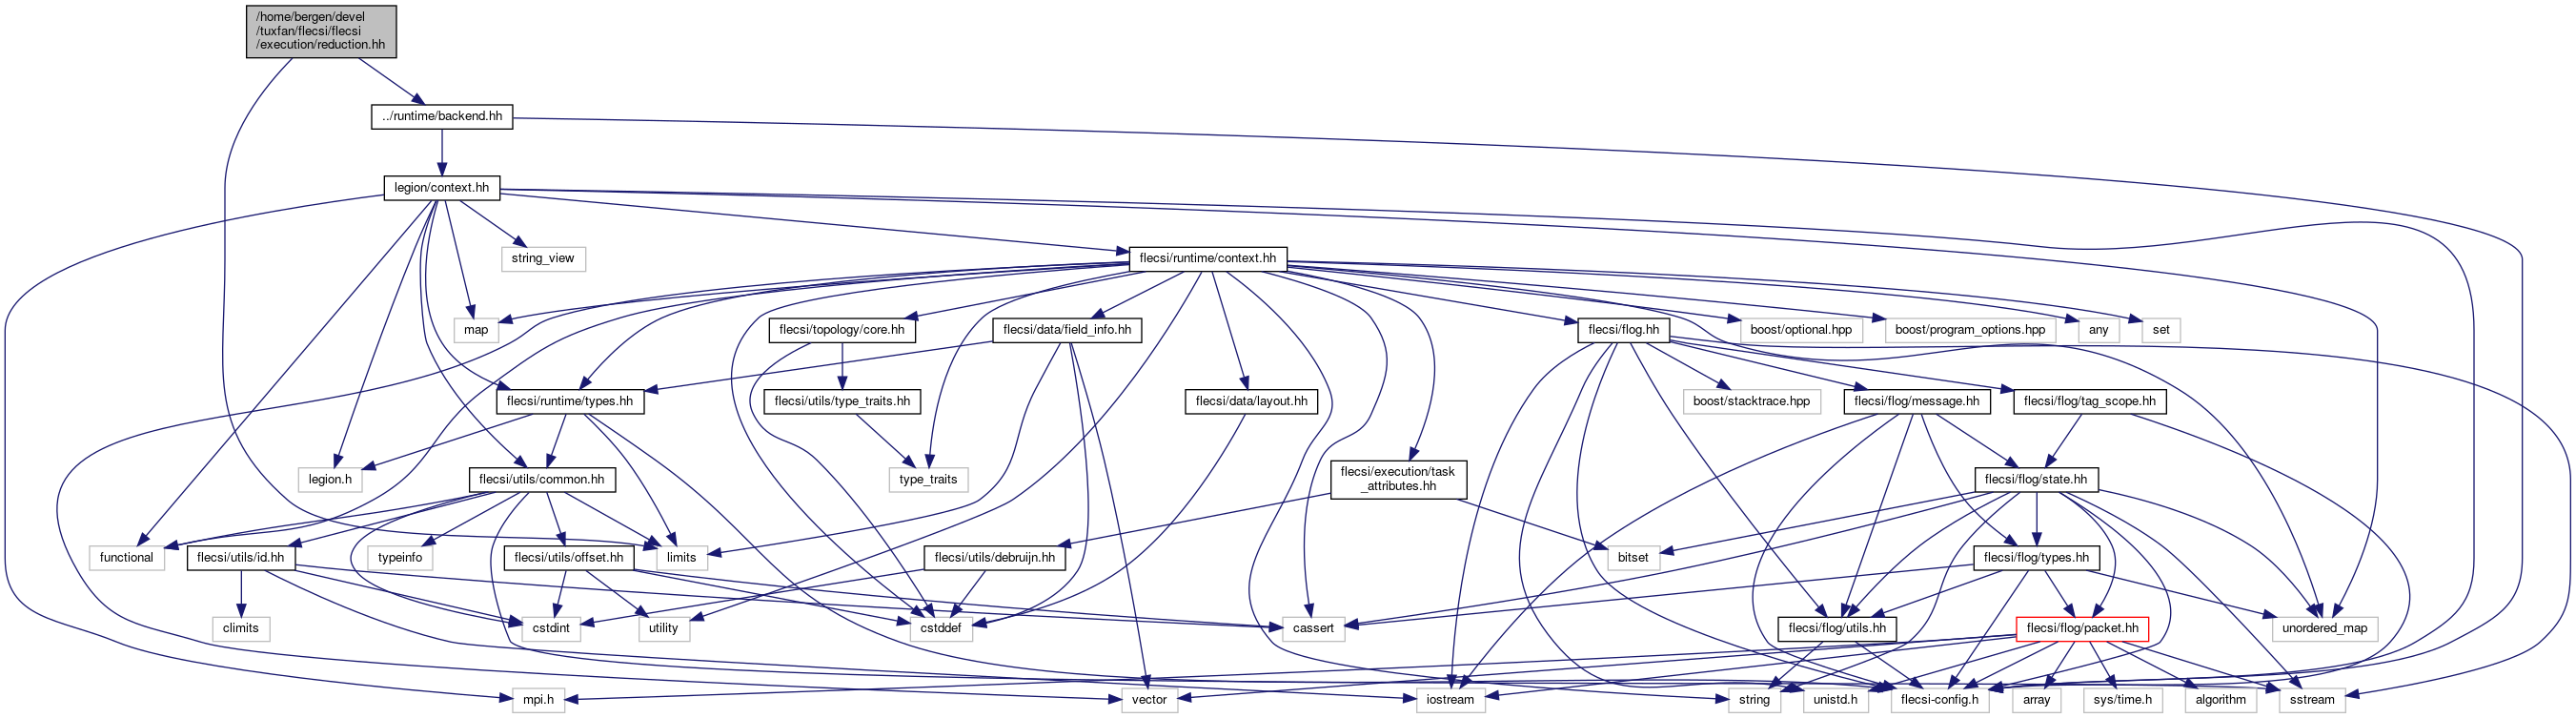 /home/bergen/devel
/tuxfan/flecsi/flecsi
/execution/reduction.hh
../runtime/backend.hh
legion/context.hh
string_view
flecsi/runtime/context.hh
map
flecsi/topology/core.hh
flecsi/data/field_info.hh
flecsi/flog.hh
boost/optional.hpp
boost/program_options.hpp
any
set
flecsi/runtime/types.hh
flecsi/utils/type_traits.hh
flecsi/data/layout.hh
boost/stacktrace.hpp
flecsi/flog/message.hh
flecsi/flog/tag_scope.hh
legion.h
flecsi/utils/common.hh
type_traits
flecsi/execution/task
_attributes.hh
flecsi/flog/state.hh
functional
flecsi/utils/id.hh
typeinfo
flecsi/utils/offset.hh
limits
flecsi/utils/debruijn.hh
bitset
flecsi/flog/types.hh
climits
cstdint
utility
cstddef
cassert
flecsi/flog/utils.hh
flecsi/flog/packet.hh
unordered_map
mpi.h
vector
iostream
string
unistd.h
flecsi-config.h
array
sys/time.h
algorithm
sstream